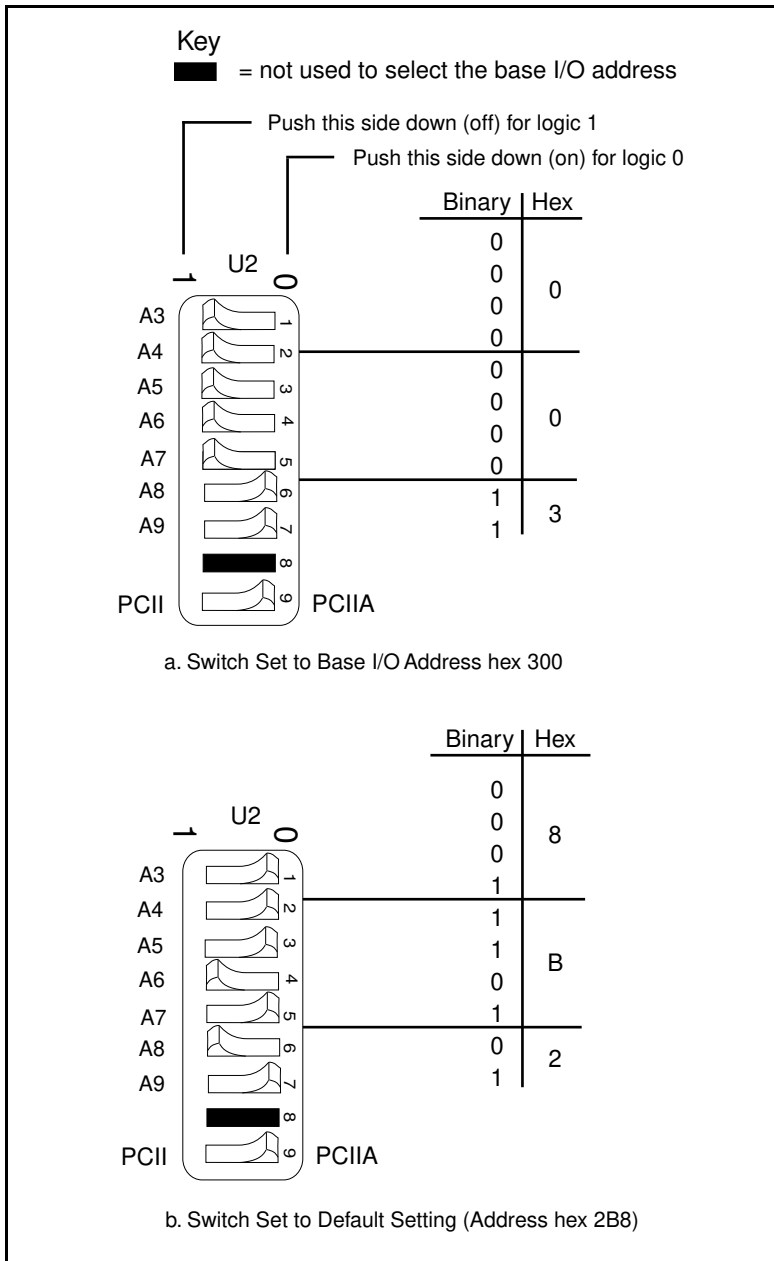 Key
= not used to select the base I/O address
Push this side down (off) for logic 1
Push this side down (on) for logic 0
Binary Hex
0
0
0
0
0
0
0
0
0
0
1
1
0
0
3
1 U2 0
A3 1
A4 2
A5 3
A6 4
A7 5
A8 6
A9 7
8
PCII 9 PCIIA
a. Switch Set to Base I/O Address hex 300
Binary Hex
0
0
0
1
8
1
1
0
1
B
0
1
2
1 U2 0
A3 1
A4 2
A5 3
A6 4
A7 5
A8 6
A9 7
8
PCII 9 PCIIA
b. Switch Set to Default Setting (Address hex 2B8)